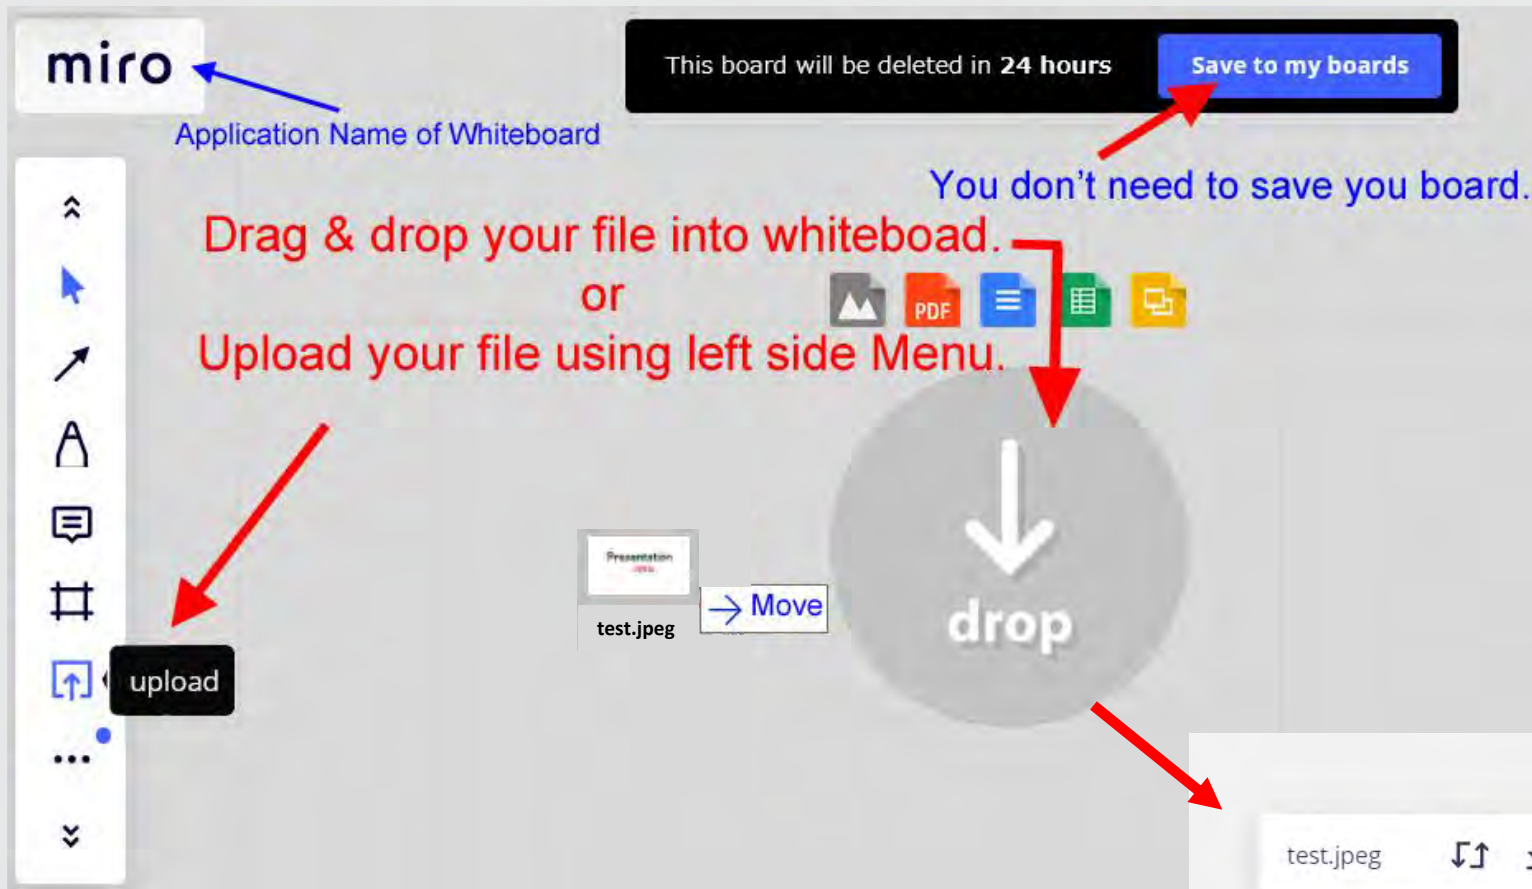 miro
This board will be deleted in 24 hours
Save to my boards
Application Name of Whiteboard
You don't need to save you board.
Drag & drop your file into whiteboad.
or
PDF
Upload your file using left side Menu.
Presentation
test.jpeg
→ Move
drop
upload
test.jpeg